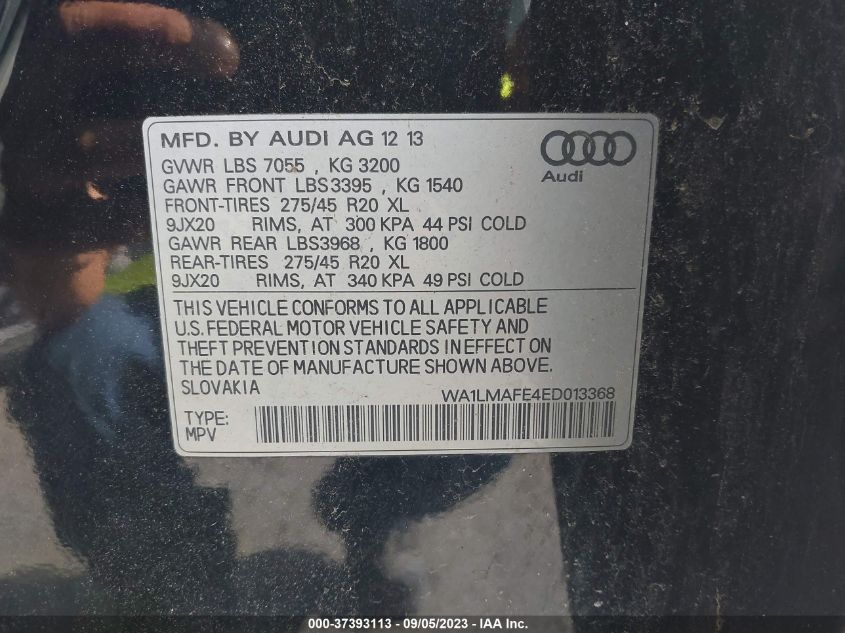 MFD. BY AUDI AG 12 13
GVWR LBS 7055 , KG 3200
GAWR FRONT LBS3395 , KG 1540
FRONT-TIRES 275/45 R20 XL
9JX20 RIMS, AT 300 KPA 44 PSI COLD
GAWR REAR LBS3968 , KG 1800
REAR-TIRES 275/45 R20 XL
9JX20 RIMS, AT 340 KPA 49 PSI COLD
Audi
THIS VEHICLE CONFORMS TO ALL APPLICABLE
U.S. FEDERAL MOTOR VEHICLE SAFETY AND
THEFT PREVENTION STANDARDS IN EFFECT ON
THE DATE OF MANUFACTURE SHOWN ABOVE.
SLOVAKIA
WA1LMAFE4ED013368
TYPE:
MPV
000-37393113 - 09/05/2023 - IAA Inc.